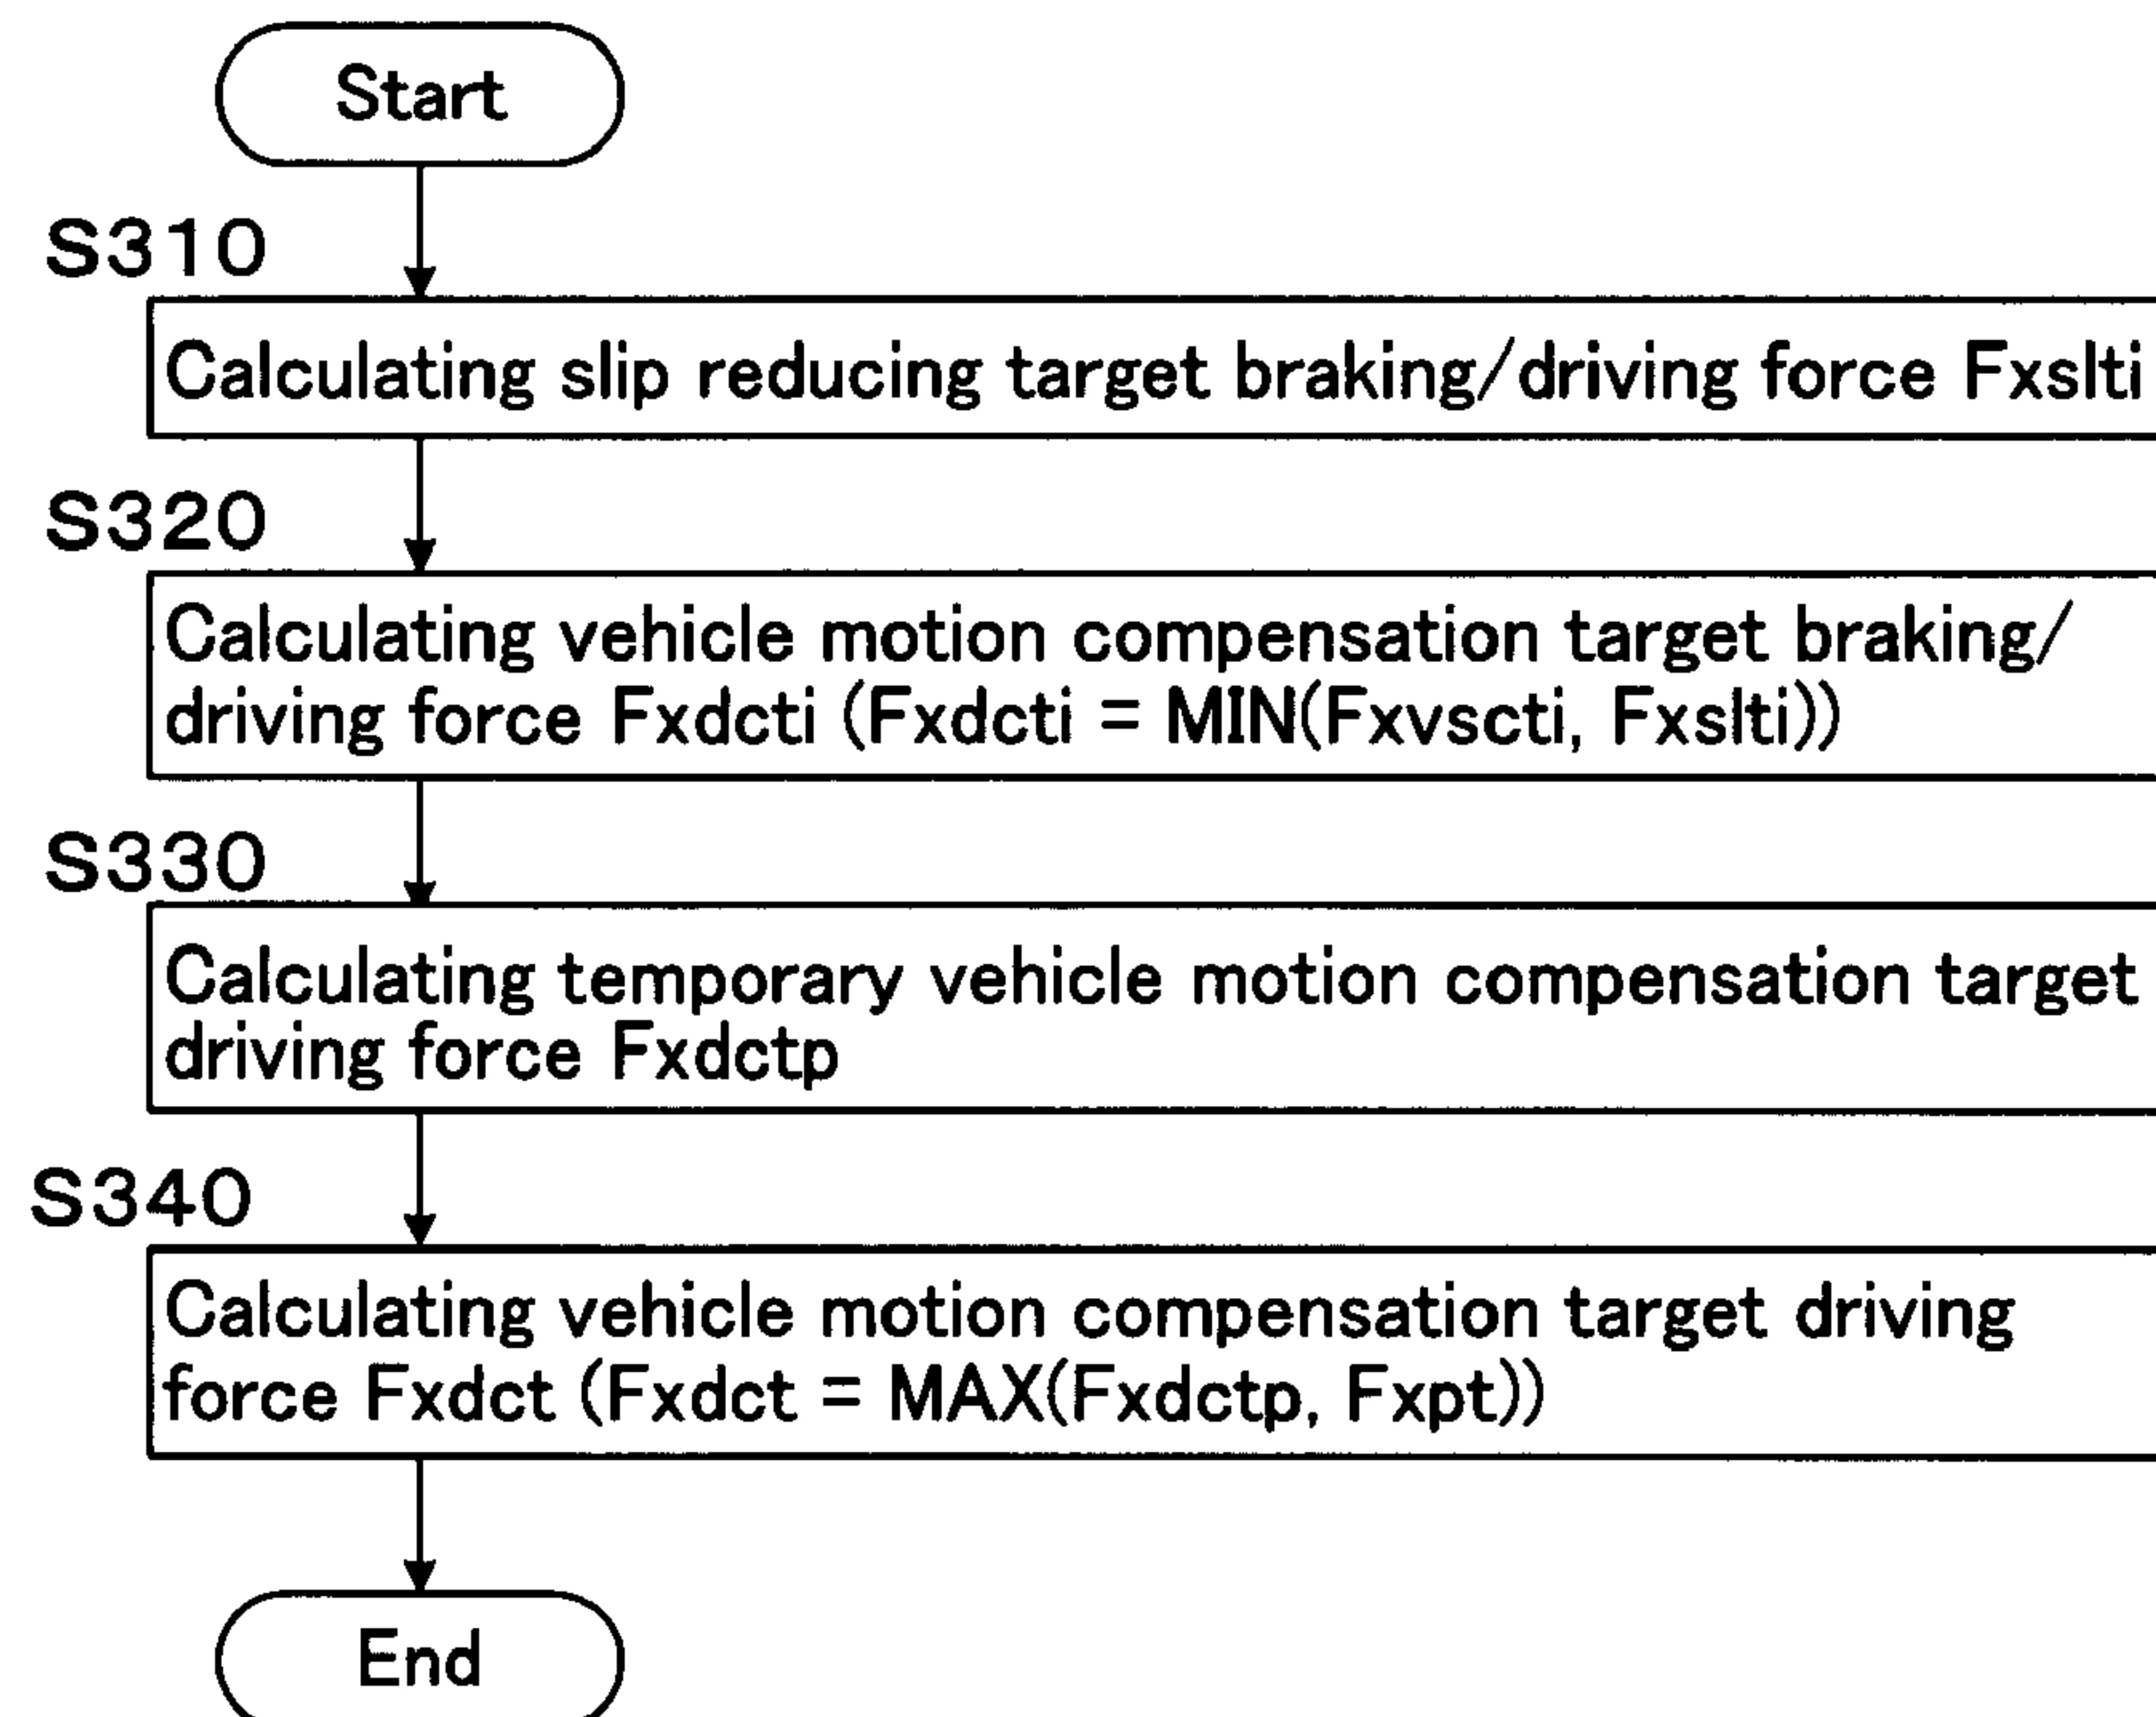 Start
S310
Calculating slip reducing target braking/driving force Fxslti
S320
Calculating vehicle motion compensation target braking/
driving force Fxdcti (Fxdcti = MIN(Fxvscti, Fxslti))
S330
Calculating temporary vehicle motion compensation target
driving force Fxdctp
S340
Calculating vehicle motion compensation target driving
force Fxdct (Fxdct = MAX(Fxdctp, Fxpt))
End